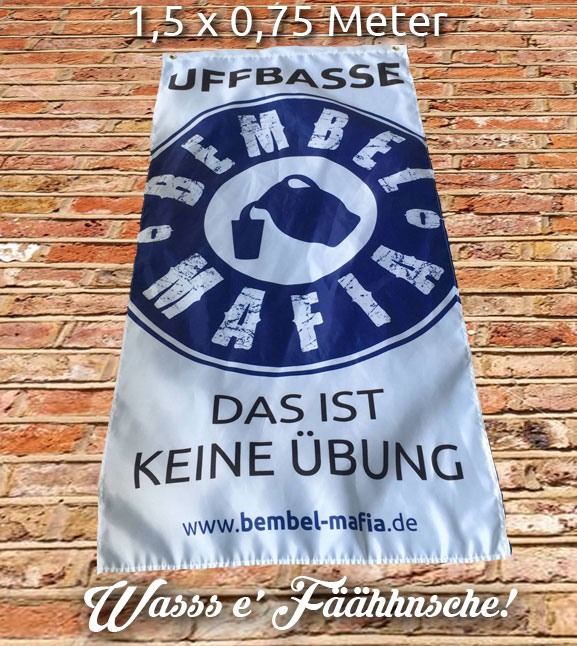 1,5 x 0,75 Meter
UFFBASSE
BEMBEL
MAFIA
DAS IST
KEINE ÜBUNG
www.bembel-mafia.de
Wasss e' Fäähhnsche!